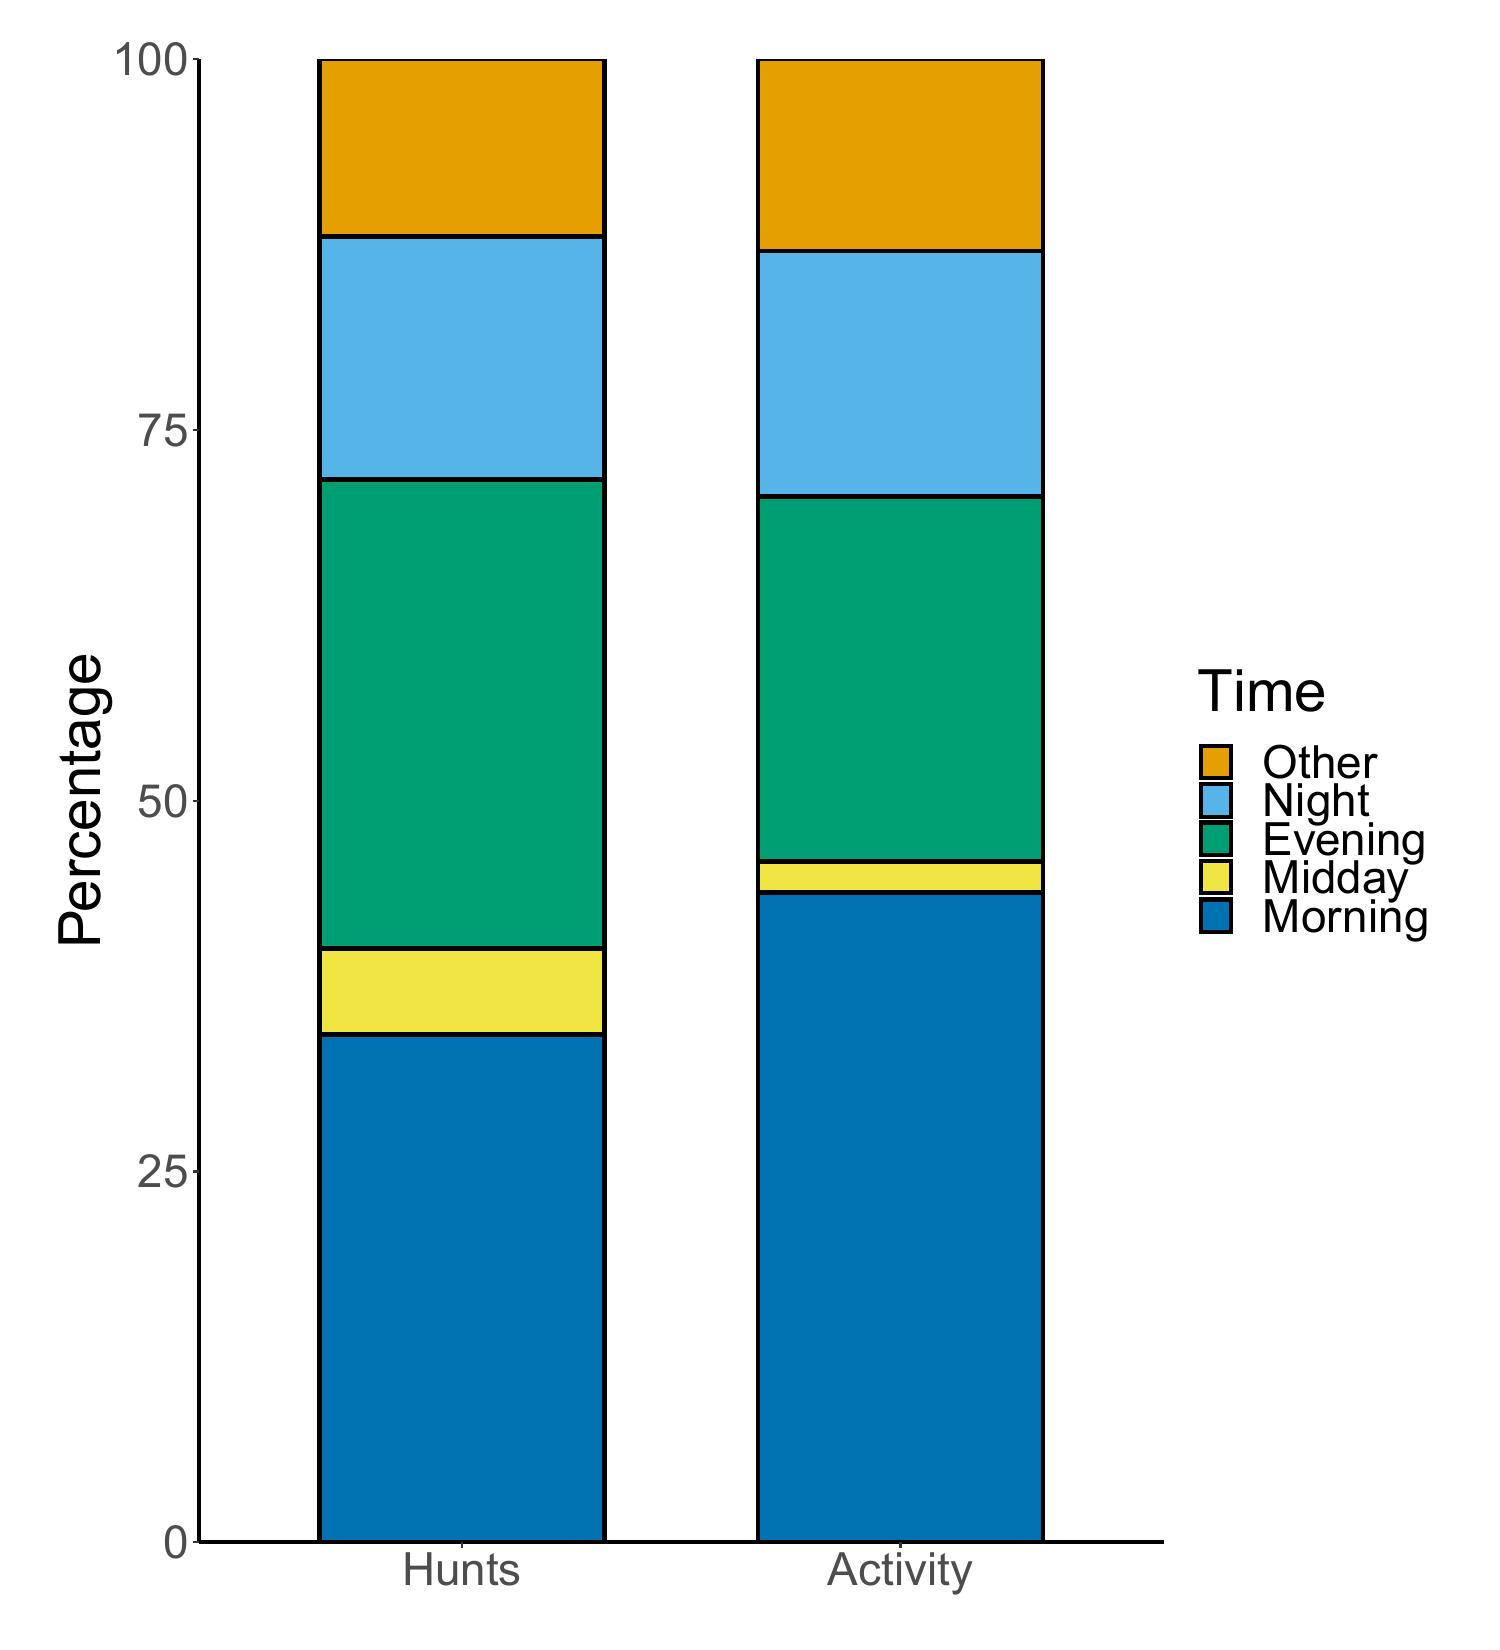 100
75
50
25
0
Percentage
Hunts
Activity
Time
Other
Night
Evening
Midday
Morning